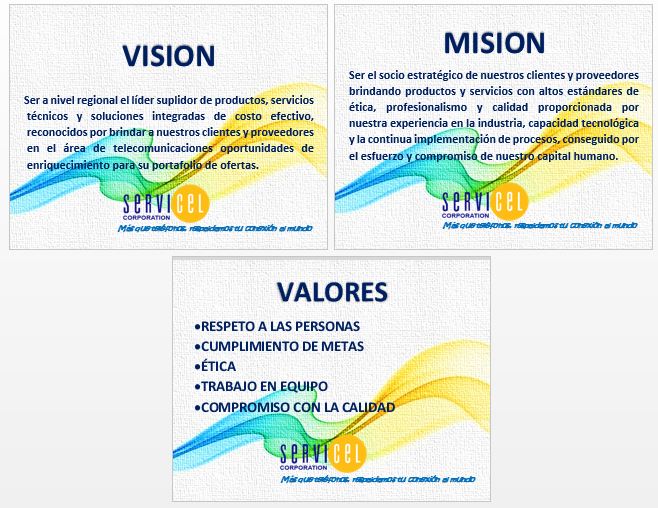 VISION
Ser a nivel regional el líder suplidor de productos, servicios
técnicos y soluciones integradas de costo efectivo,
reconocidos por brindar a nuestros clientes y proveedores
en el área de telecomunicaciones oportunidades de
enriquecimiento para su portafolio de ofertas.
SERVICEL
CORPORATION
Más que teléfonos, respaldamos tu conexión al mundo
MISION
Ser el socio estratégico de nuestros clientes y proveedores
brindando productos y servicios con altos estándares de
ética, profesionalismo y calidad proporcionada por
nuestra experiencia en la industria, capacidad tecnológica
y la continua implementación de procesos, conseguido por
el esfuerzo y compromiso de nuestro capital humano.
SERVICEL
CORPORATION
Más que teléfonos, respaldamos tu conexión al mundo
VALORES
•RESPETO A LAS PERSONAS
•CUMPLIMIENTO DE METAS
•ÉTICA
•TRABAJO EN EQUIPO
•COMPROMISO CON LA CALIDAD
SERVICEL
CORPORATION
Más que teléfonos, respaldamos tu conexión al mundo